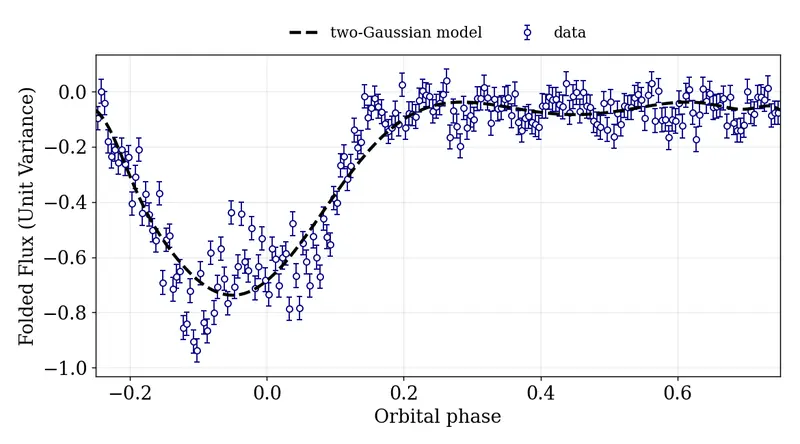 two-Gaussian model
data
Folded Flux (Unit Variance)
0.0
−0.2
−0.4
−0.6
−0.8
−1.0
−0.2
0.0
0.2
0.4
0.6
Orbital phase